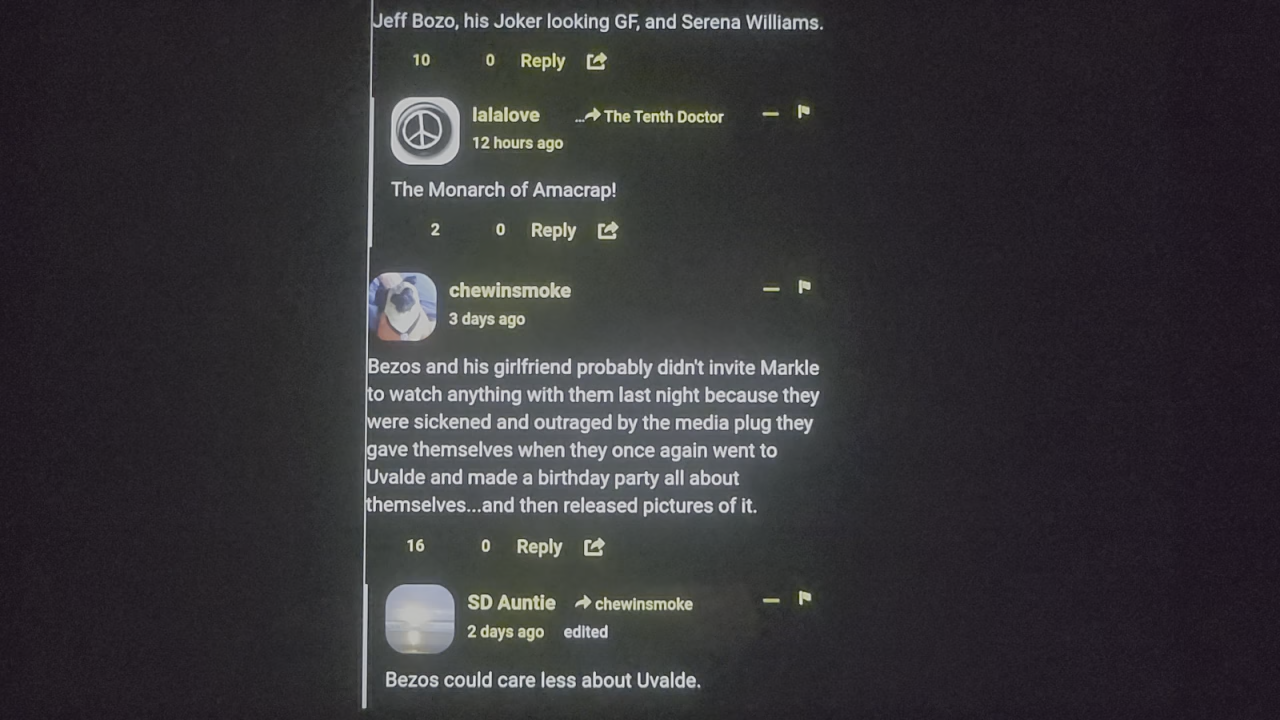 Jeff Bozo, his Joker looking GF, and Serena Williams.
10 0 Reply
lalalove ... The Tenth Doctor
12 hours ago
The Monarch of Amacrap!
2 0 Reply
chewinsmoke
3 days ago
Bezos and his girlfriend probably didn't invite Markle
to watch anything with them last night because they
were sickened and outraged by the media plug they
gave themselves when they once again went to
Uvalde and made a birthday party all about
themselves...and then released pictures of it.
16 0 Reply
SD Auntie chewinsmoke
2 days ago edited
Bezos could care less about Uvalde.